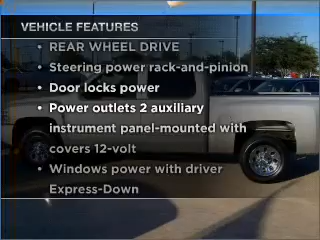 VEHICLE FEATURES
• REAR WHEEL DRIVE
• Steering power rack-and-pinion
• Door locks power
• Power outlets 2 auxiliary
instrument panel-mounted with
covers 12-volt
• Windows power with driver
Express-Down